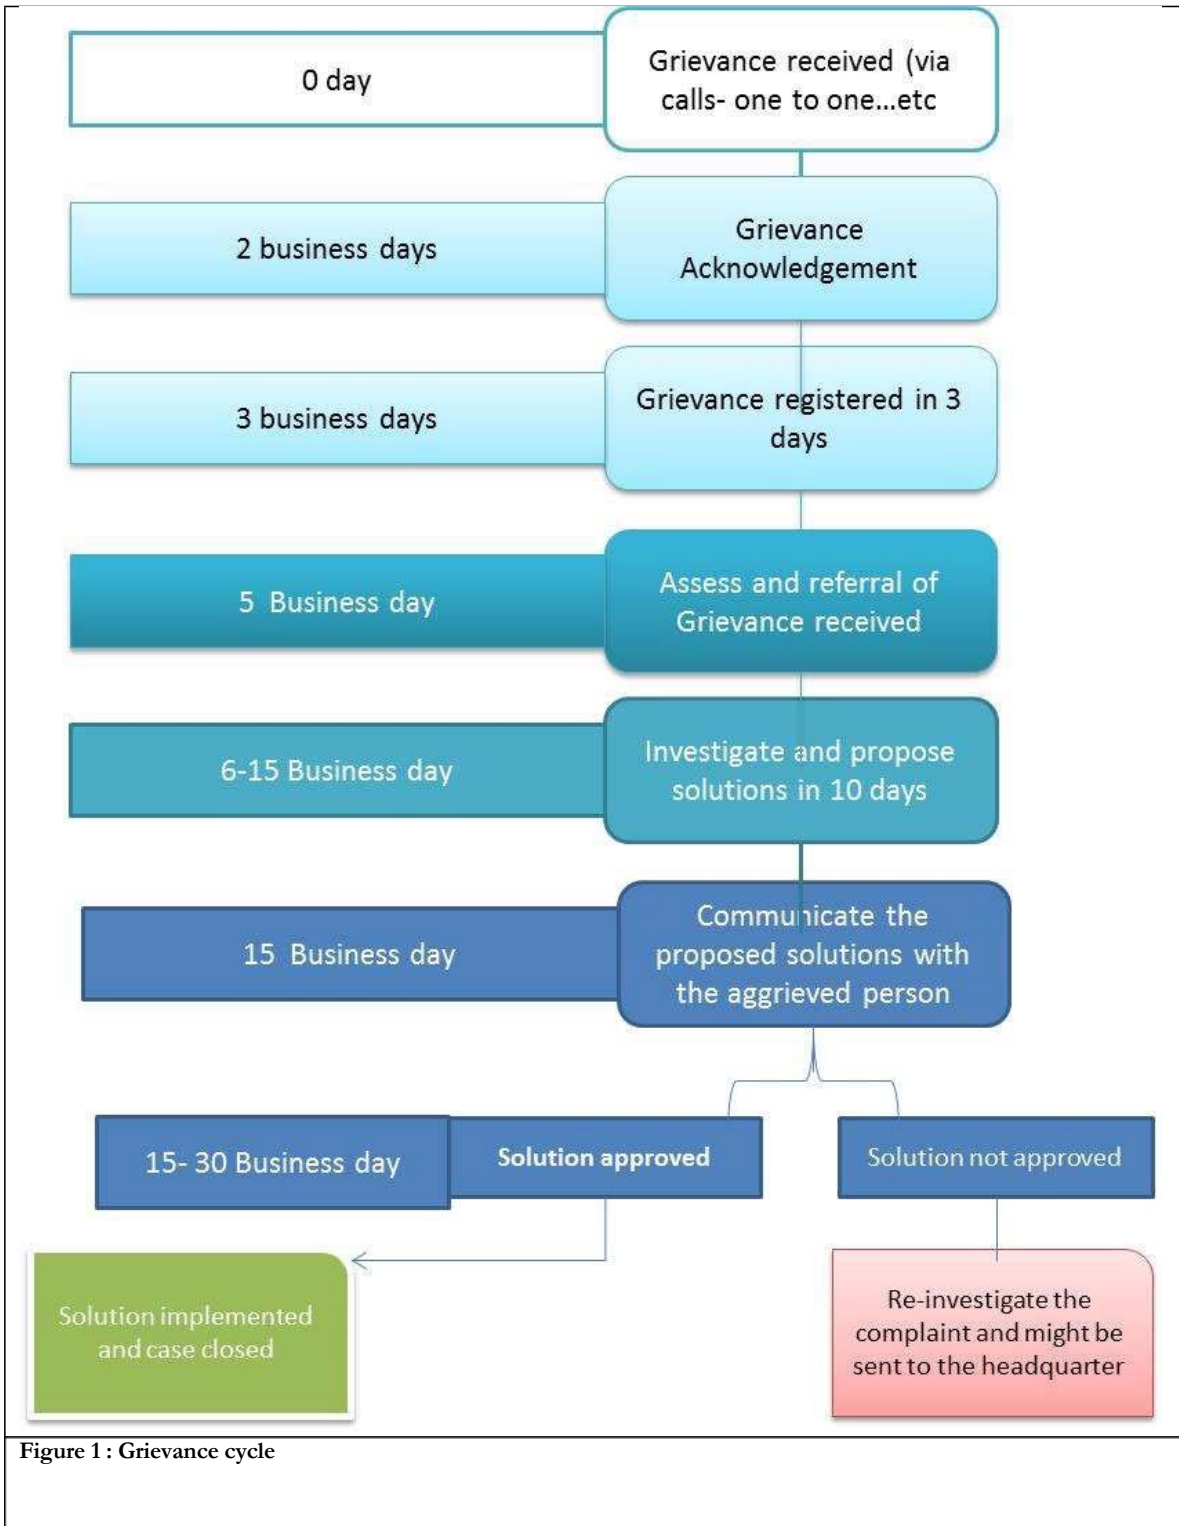 0 day
Grievance received (via
calls- one to one...etc
2 business days
Grievance
Acknowledgement
3 business days
Grievance registered in 3
days
5 Business day
Assess and referral of
Grievance received
6-15 Business day
Investigate and propose
solutions in 10 days
15 Business day
Communicate the
proposed solutions with
the aggrieved person
15- 30 Business day
Solution approved
Solution not approved
Solution implemented
and case closed
Re-investigate the
complaint and might be
sent to the headquarter
Figure 1 : Grievance cycle